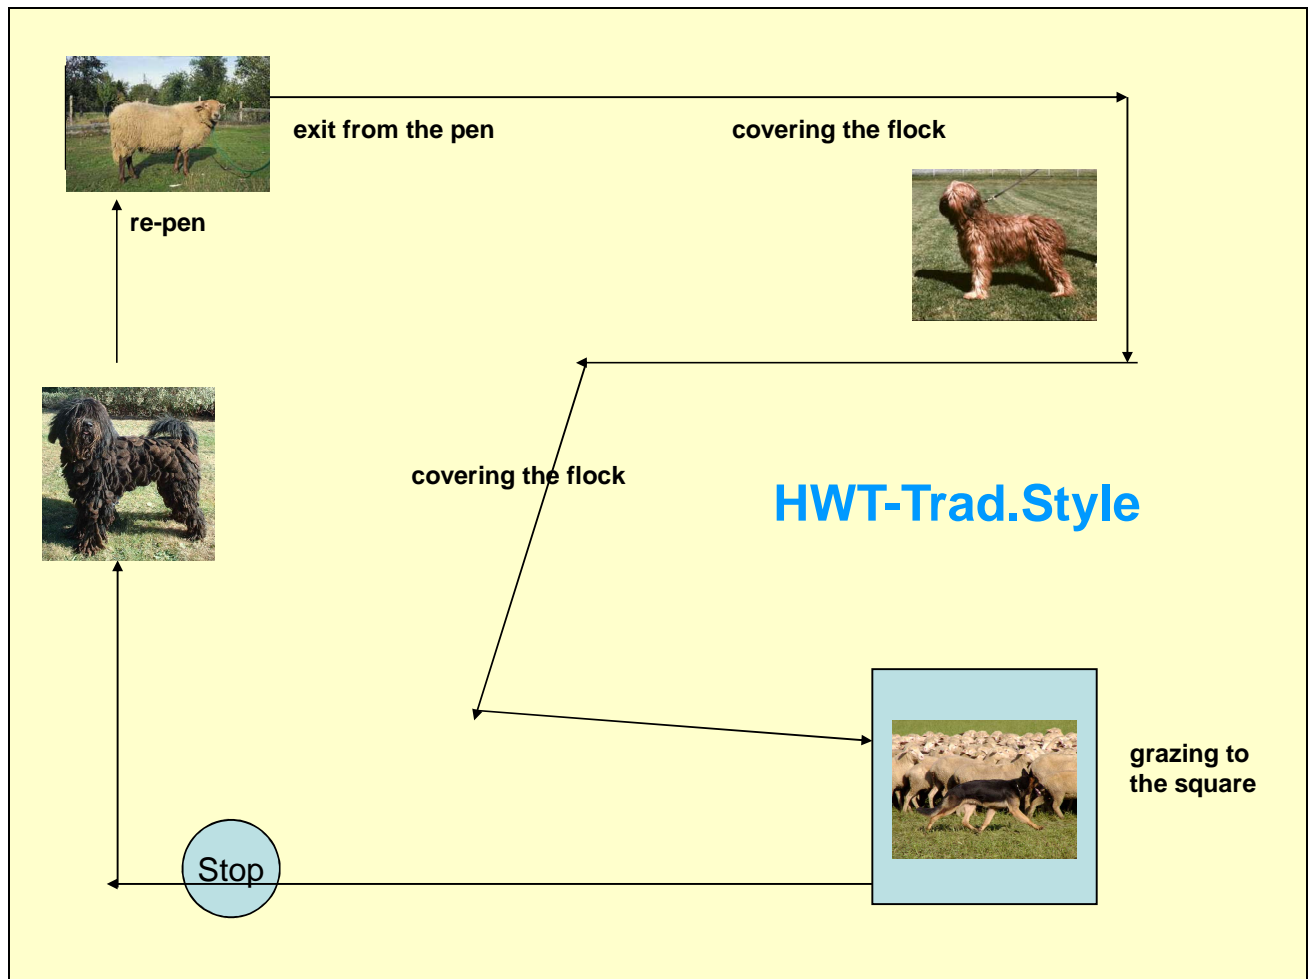 exit from the pen
covering the flock
re-pen
covering the flock
HWT-Trad.Style
grazing to
the square
Stop